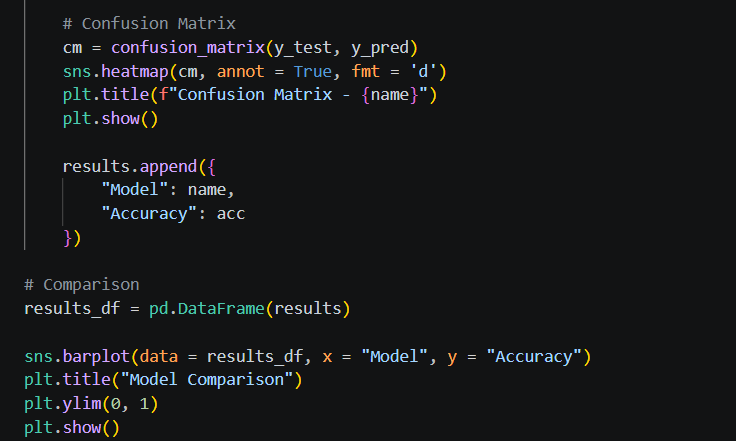 # Confusion Matrix
cm = confusion_matrix(y_test, y_pred)
sns.heatmap(cm, annot = True, fmt = 'd')
plt.title(f"Confusion Matrix - {name}")
plt.show()
results.append({
"Model": name,
"Accuracy": acc
})
# Comparison
results_df = pd.DataFrame(results)
sns.barplot(data = results_df, x = "Model", y = "Accuracy")
plt.title("Model Comparison")
plt.ylim(0, 1)
plt.show()